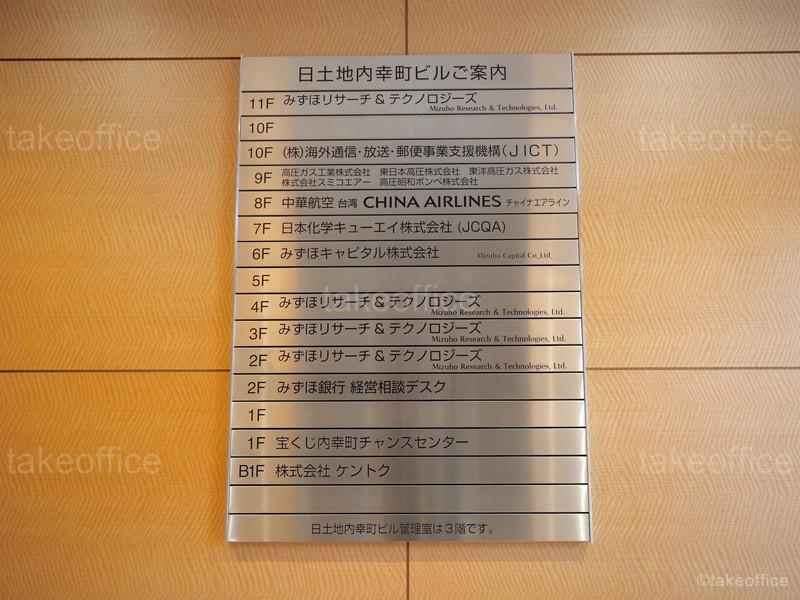 日土地内幸町ビルご案内
11F みずほリサーチ & テクノロジーズ
Mizuho Research & Technologies, Ltd.
10F
10F (株)海外通信・放送・郵便事業支援機構(JICT)
9F 高圧ガス工業株式会社 東日本高圧株式会社 東洋高圧ガス株式会社
株式会社スミコエアー 高圧昭和ボンベ株式会社
8F 中華航空 台湾 CHINA AIRLINES チャイナエアライン
7F 日本化学キューエイ株式会社 (JCQA)
6F みずほキャピタル株式会社 Mizuho Capital Co.,Ltd.
5F
4F みずほリサーチ & テクノロジーズ
Mizuho Research & Technologies, Ltd.
3F みずほリサーチ & テクノロジーズ
Mizuho Research & Technologies, Ltd.
2F みずほリサーチ & テクノロジーズ
Mizuho Research & Technologies, Ltd.
2F みずほ銀行 経営相談デスク
1F
1F 宝くじ内幸町チャンスセンター
B1F 株式会社 ケントク
日土地内幸町ビル管理室は3階です。
takeoffice
takeoffice
takeoffice
takeoffice
takeoffice
©takeoffice